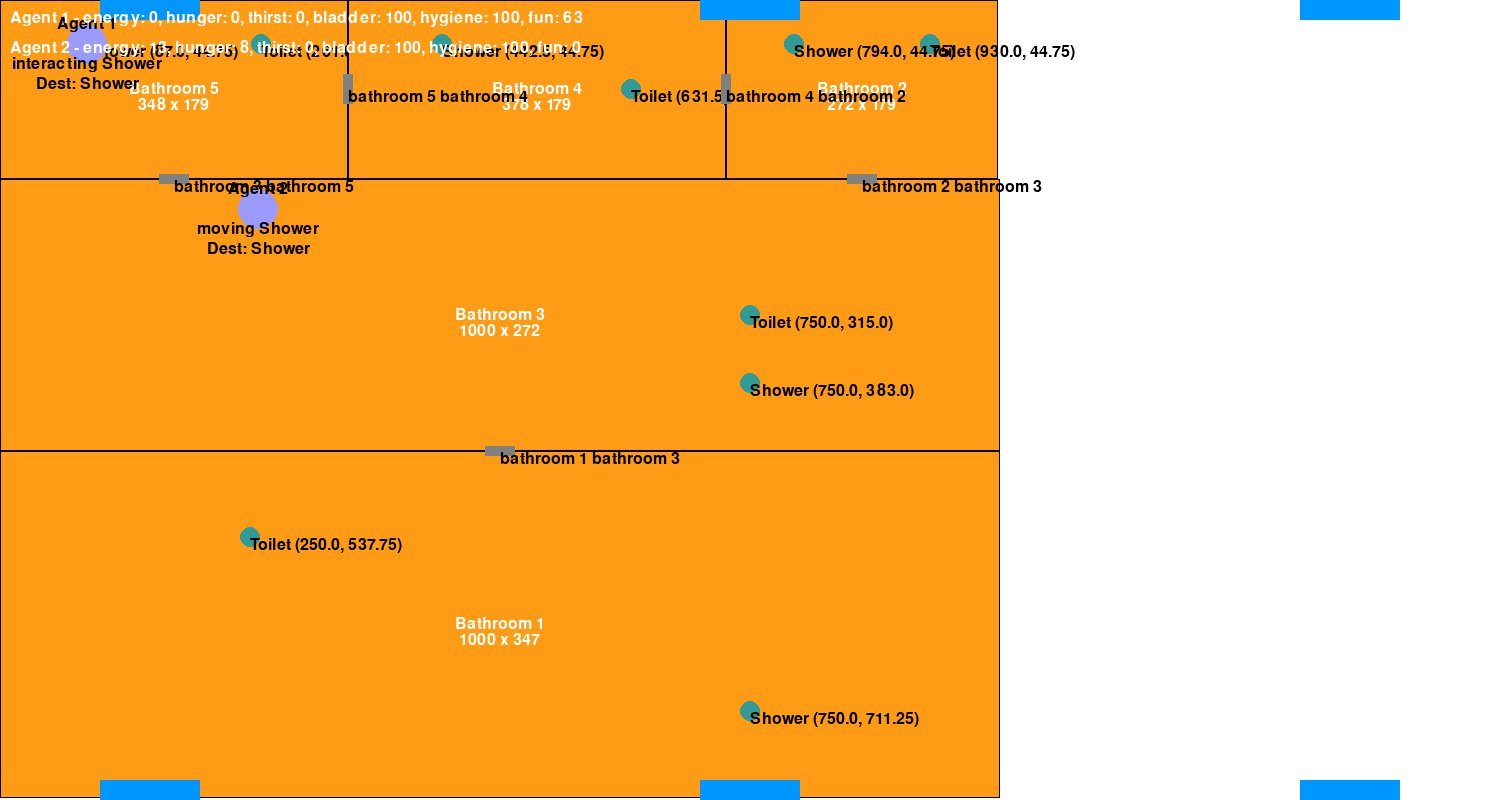 Agent 1 - energy: 0, hunger: 0, thirst: 0, bladder: 100, hygiene: 100, fun: 63
Agent 1
Agent 2 - energy: 13, hunger: 8, thirst: 0, bladder: 100, hygiene: 100, fun: 0
Shower (87.0, 44.75)
Toilet (261.
Shower (442.0, 44.75)
Shower (794.0, 44.75)
Toilet (930.0, 44.75)
interacting Shower
Dest: Shower
Bathroom 5
348 x 179
Bathroom 4
378 x 179
Bathroom 2
272 x 179
bathroom 5 bathroom 4
Toilet (631.5
bathroom 4 bathroom 2
bathroom 3 bathroom 5
Agent 2
bathroom 2 bathroom 3
moving Shower
Dest: Shower
Bathroom 3
1000 x 272
Toilet (750.0, 315.0)
Shower (750.0, 383.0)
bathroom 1 bathroom 3
Toilet (250.0, 537.75)
Bathroom 1
1000 x 347
Shower (750.0, 711.25)